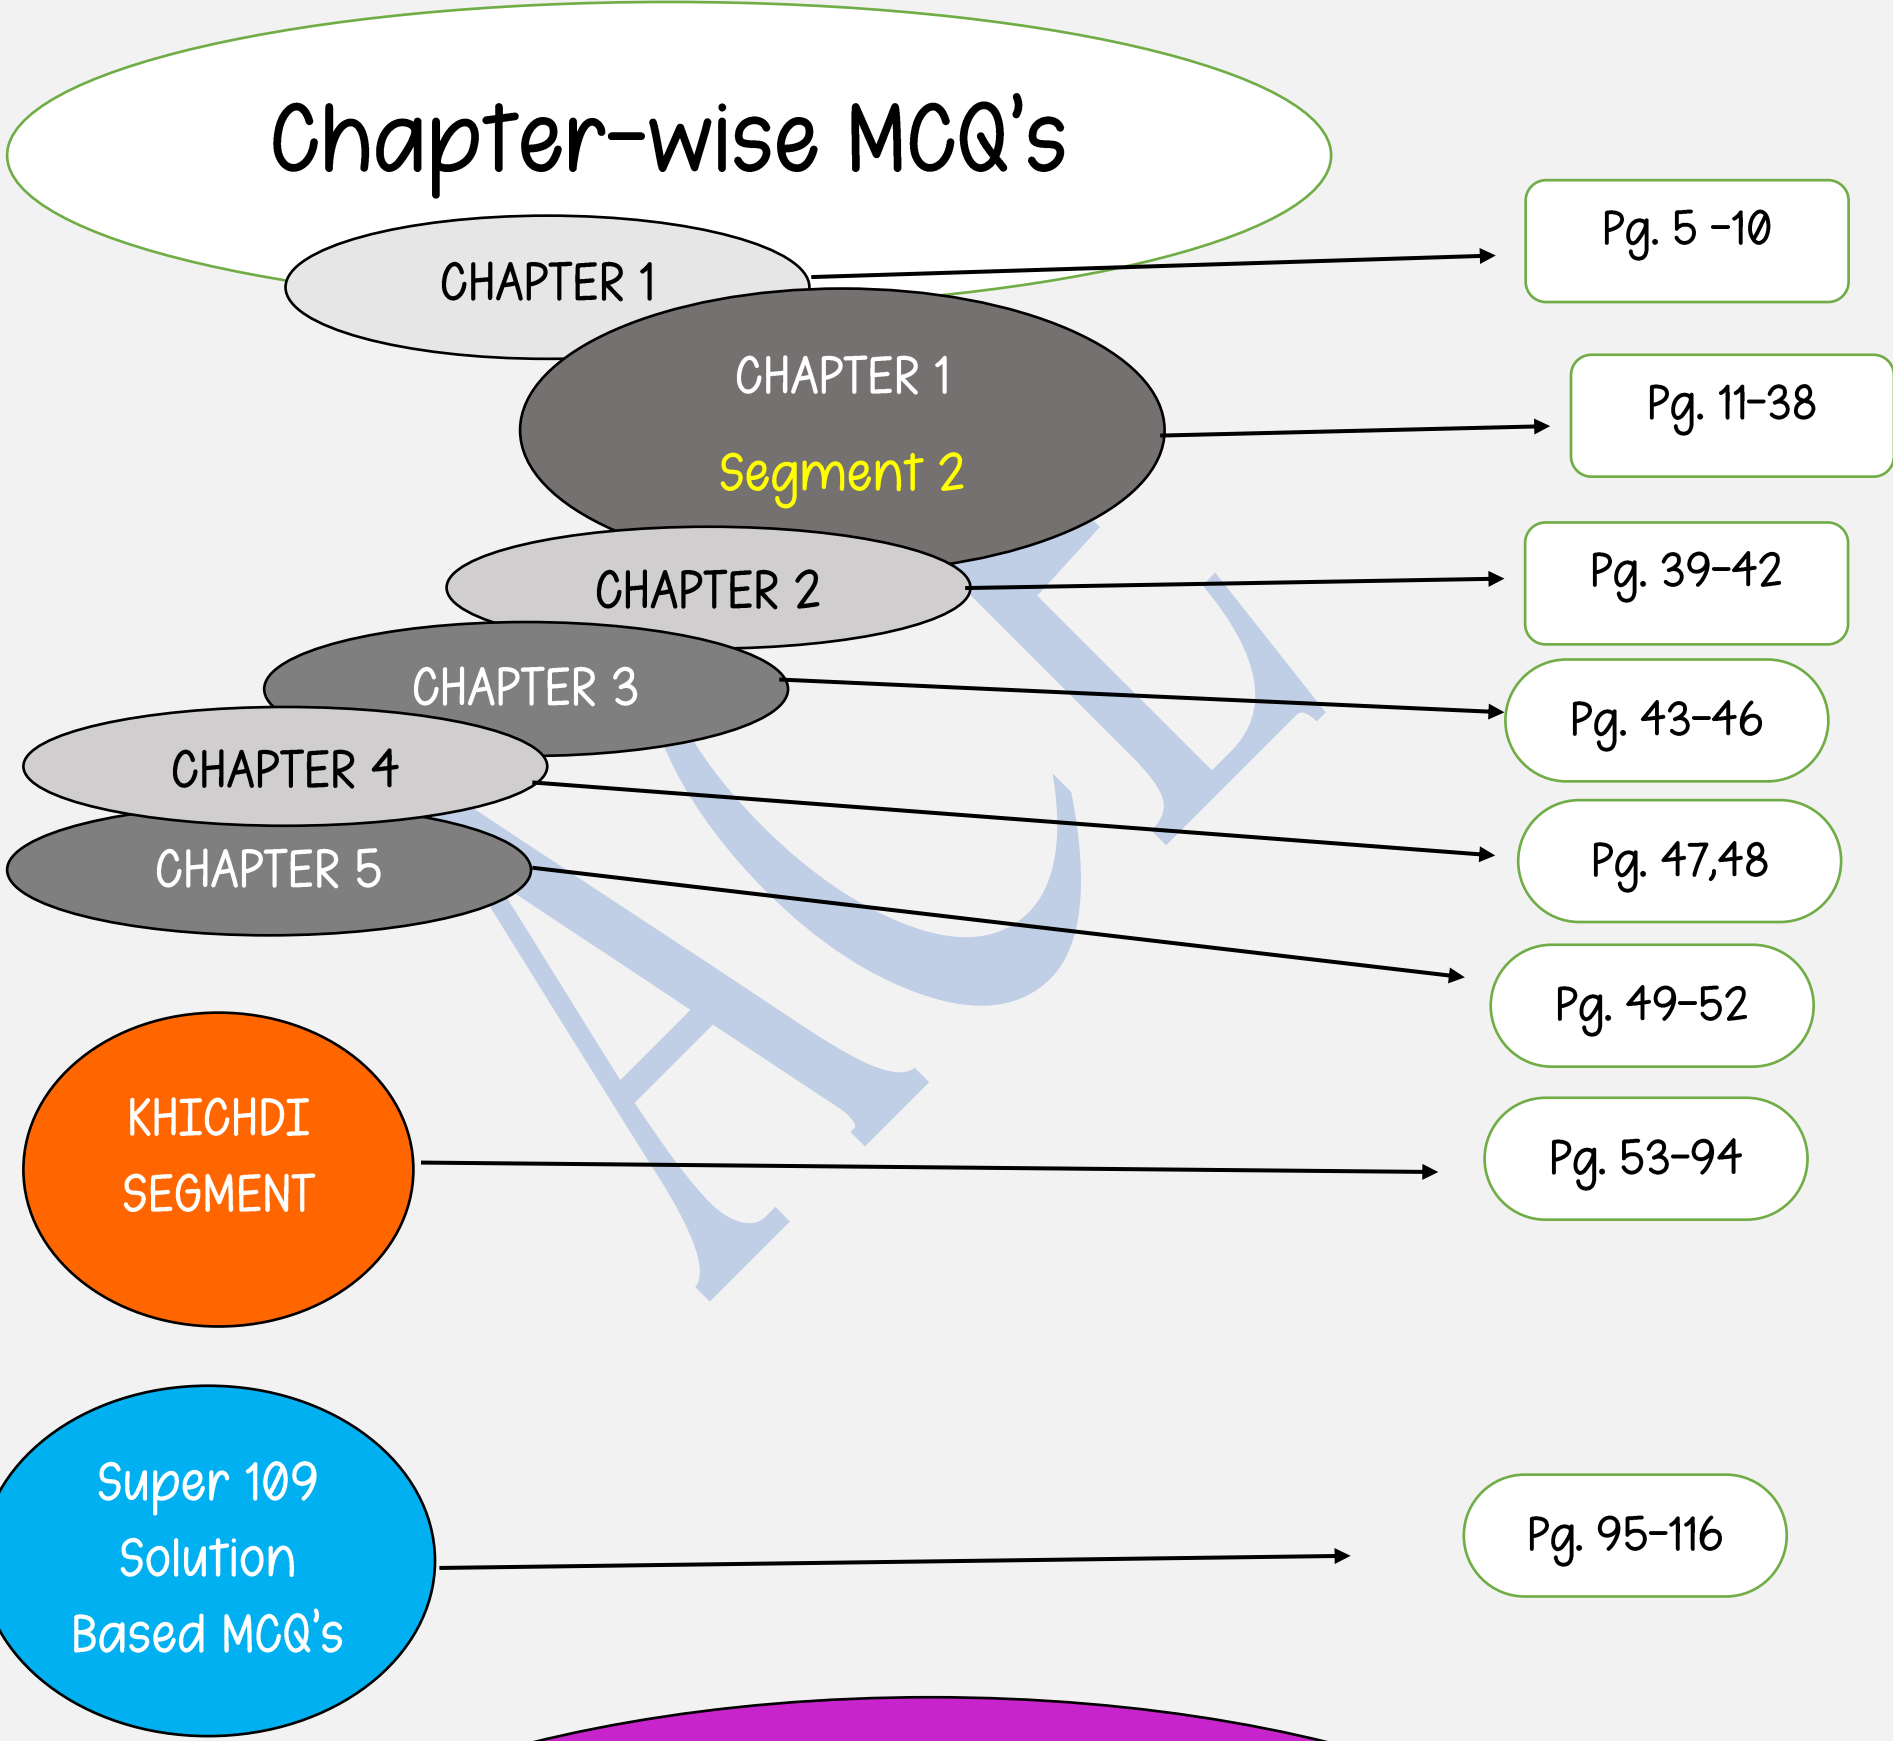 Chapter-wise MCQ's
CHAPTER 1
Pg. 5 -10
CHAPTER 1
Segment 2
Pg. 11-38
CHAPTER 2
Pg. 39-42
CHAPTER 3
Pg. 43-46
CHAPTER 4
Pg. 47,48
CHAPTER 5
Pg. 49-52
KHICHDI
SEGMENT
Pg. 53-94
Super 109
Solution
Based MCQ's
Pg. 95-116
ACE